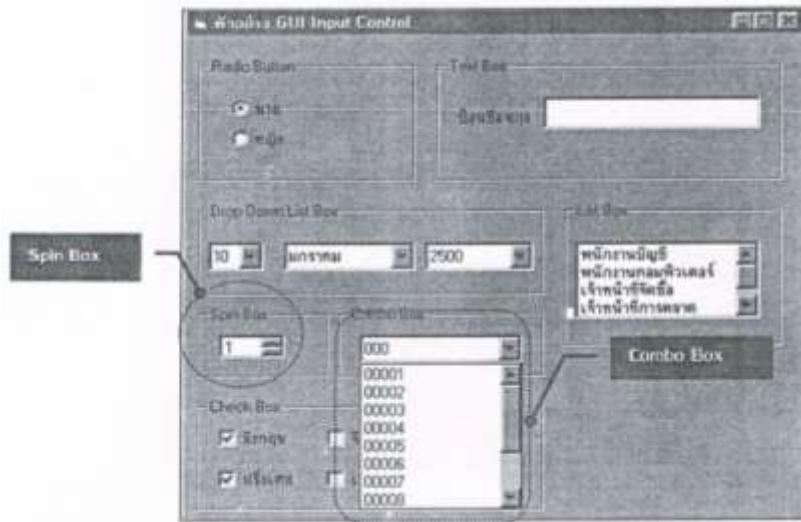 ตัวอย่าง GUI Input Control
Radio Button
ชาย
หญิง
Text Box
ป้อนชื่อสกุล
Drop Down List Box
10 มกราคม 2500
List Box
พนักงานบัญชี
พนักงานคอมพิวเตอร์
เจ้าหน้าที่จัดซื้อ
เจ้าหน้าที่การตลาด
Spin Box
Spin Box
1
Combo Box
000
00001
00002
00003
00004
00005
00006
00007
00008
Combo Box
Check Box
อังกฤษ
ฝรั่งเศส